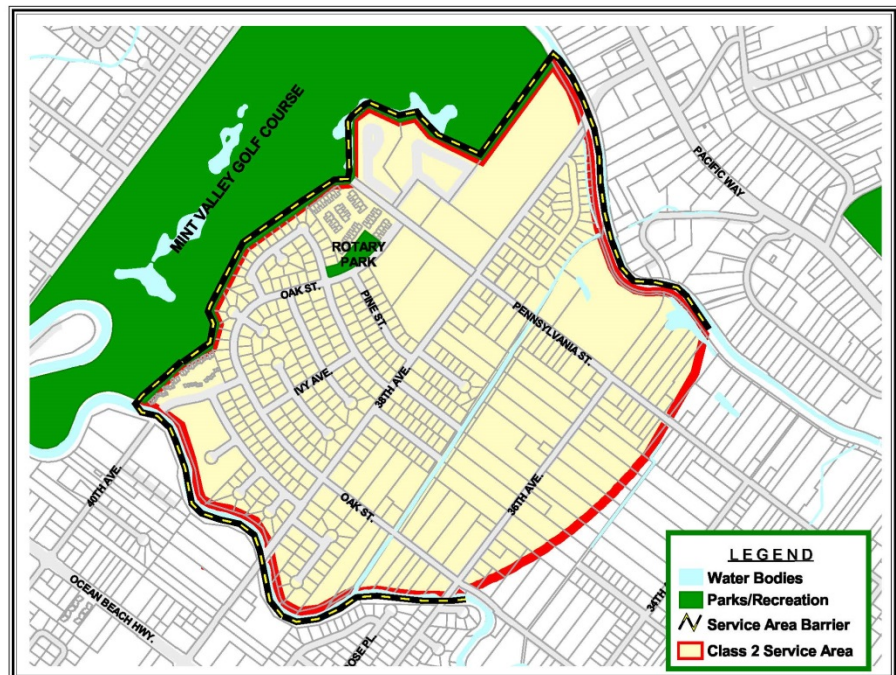 PACIFIC WAY
MINT VALLEY GOLF COURSE
ROTARY
PARK
OAK ST.
PINE ST.
PENNSYLVANIA ST.
IVY AVE.
38TH AVE.
40TH AVE.
OAK ST.
36TH AVE.
OCEAN BEACH HWY.
LEGEND
Water Bodies
Parks/Recreation
Service Area Barrier
Class 2 Service Area